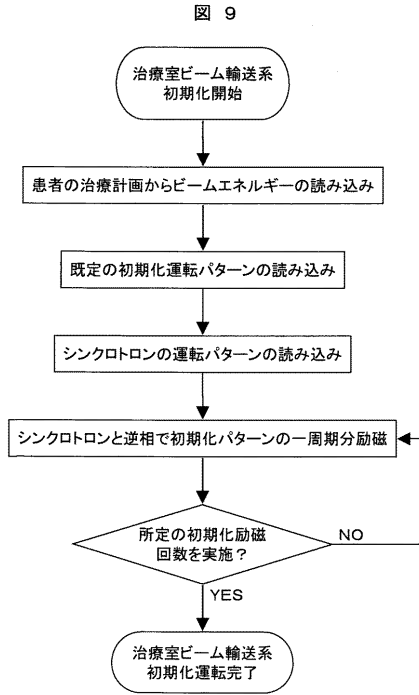 図 9
治療室ビーム輸送系
初期化開始
患者の治療計画からビームエネルギーの読み込み
既定の初期化運転パターンの読み込み
シンクロトロンの運転パターンの読み込み
シンクロトロンと逆相で初期化パターンの一周期分励磁
所定の初期化励磁
回数を実施？
NO
YES
治療室ビーム輸送系
初期化運転完了